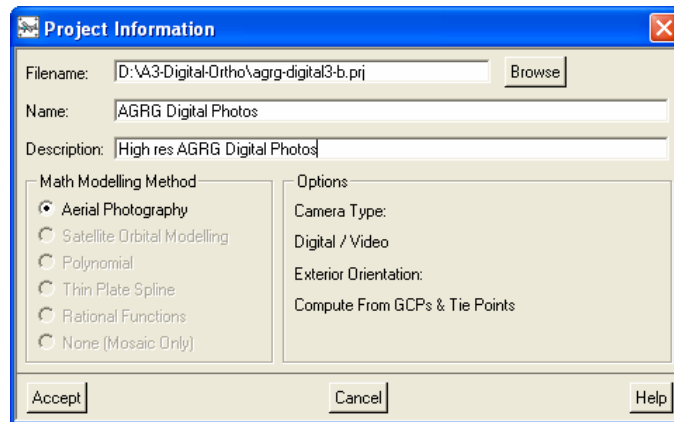 Project Information
Filename: D:\A3-Digital-Ortho\agrg-digital3-b.prj Browse
Name: AGRG Digital Photos
Description: High res AGRG Digital Photos
Math Modelling Method
Aerial Photography
Satellite Orbital Modelling
Polynomial
Thin Plate Spline
Rational Functions
None (Mosaic Only)
Options
Camera Type:
Digital / Video
Exterior Orientation:
Compute From GCPs & Tie Points
Accept Cancel Help